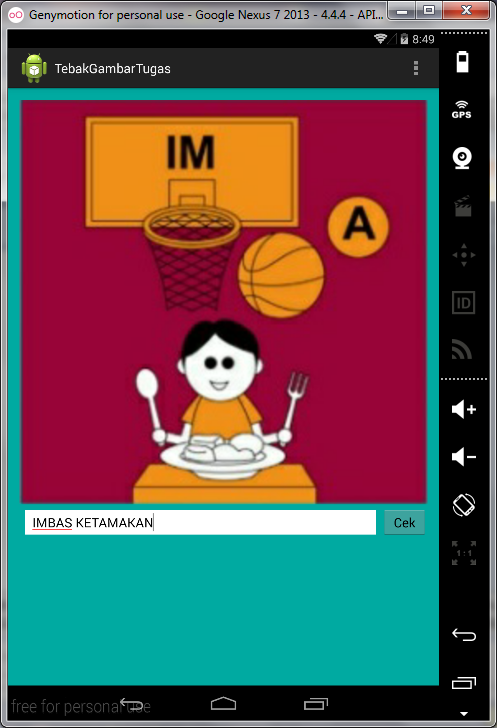 Genymotion for personal use - Google Nexus 7 2013 - 4.4.4 - API...
8:49
TebakGambarTugas
GPS
IM
A
ID
IMBAS KETAMAKAN
Cek
1:1
free for personal use